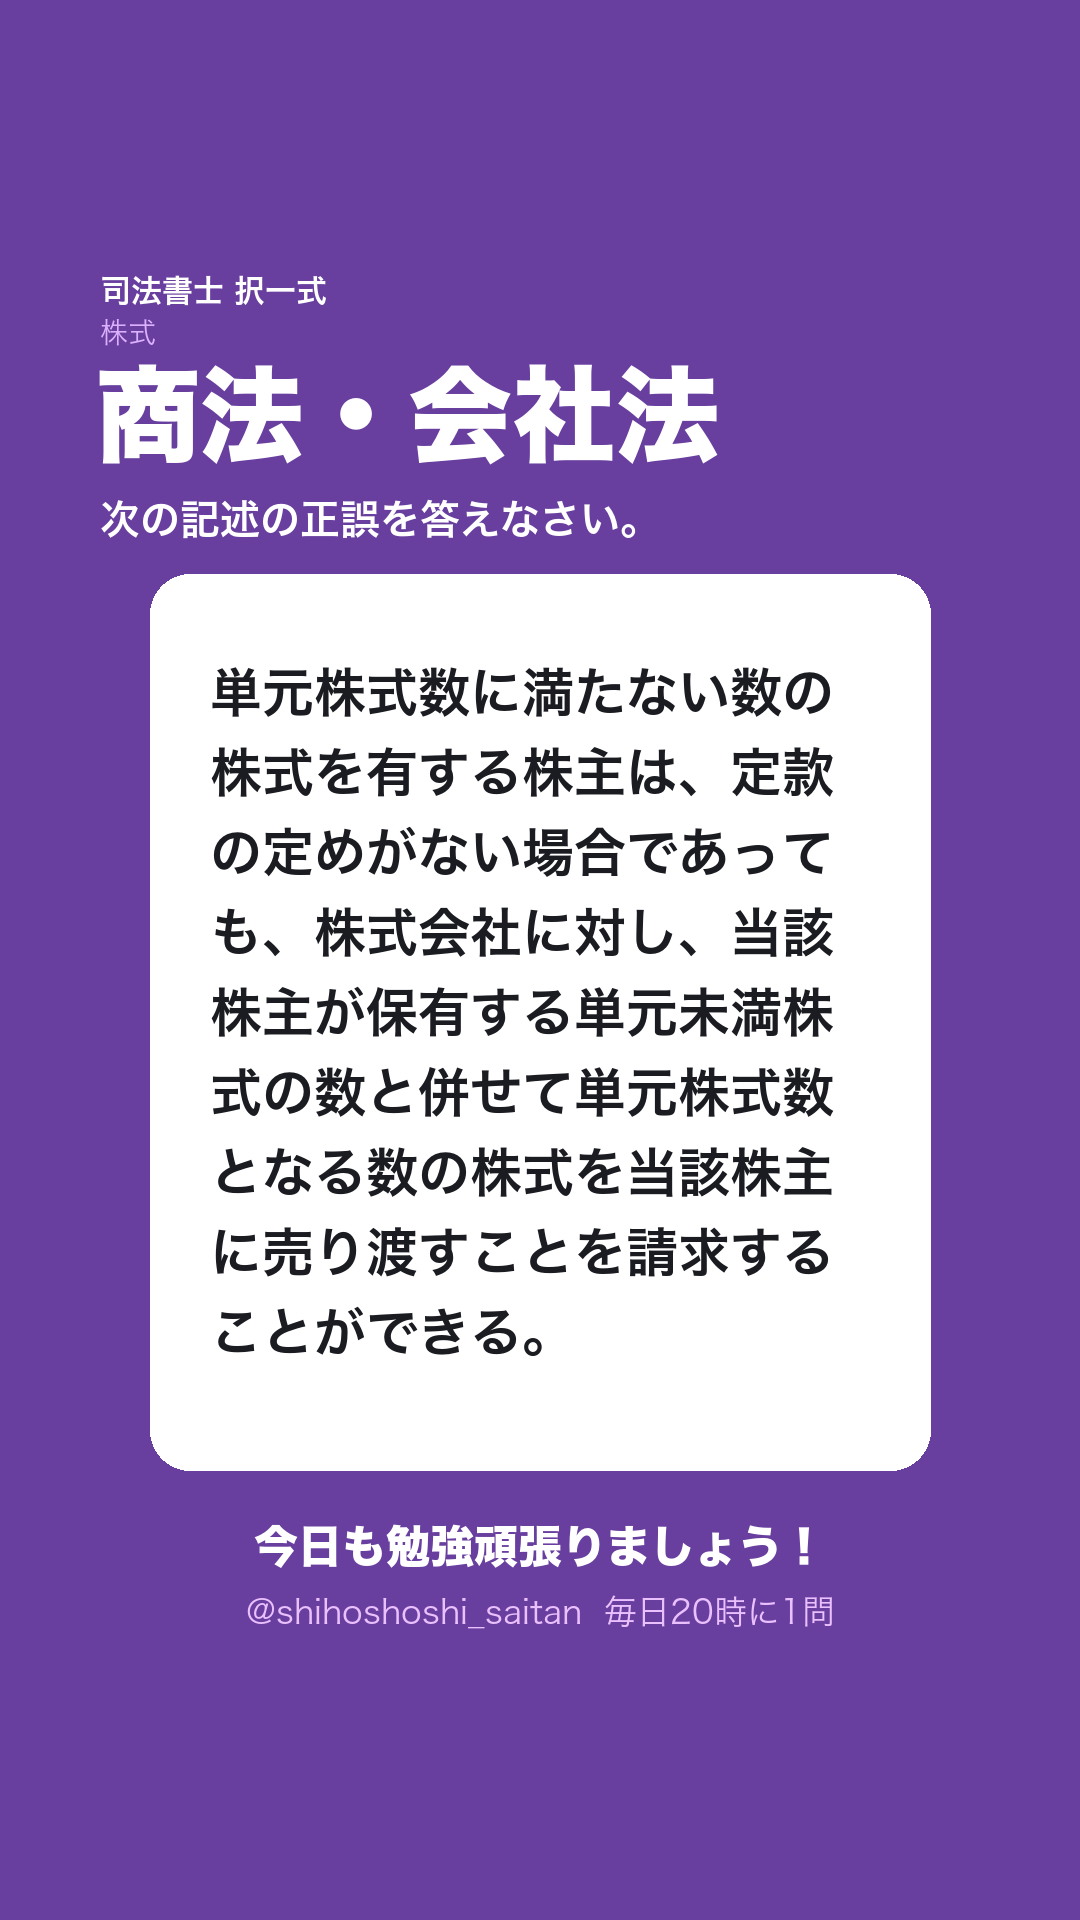 司法書士 択一式
株式
商法・会社法
次の記述の正誤を答えなさい。
単元株式数に満たない数の
株式を有する株主は、定款
の定めがない場合であって
も、株式会社に対し、当該
株主が保有する単元未満株
式の数と併せて単元株式数
となる数の株式を当該株主
に売り渡すことを請求する
ことができる。
今日も勉強頑張りましょう！
@shihoshoshi_saitan 毎日20時に1問